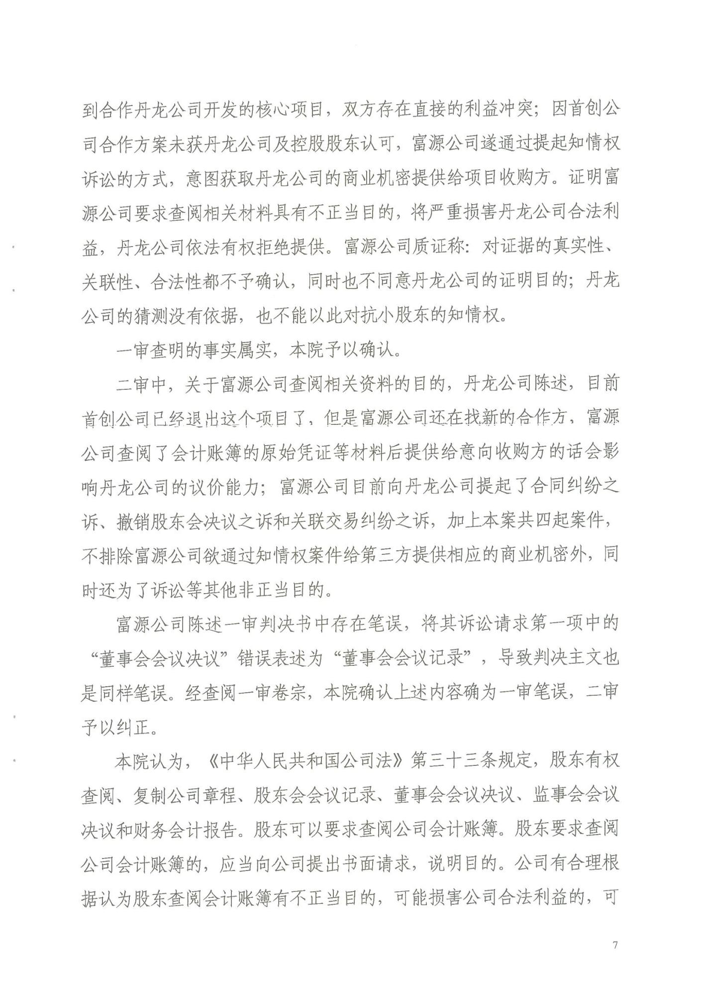 到合作丹龙公司开发的核心项目，双方存在直接的利益冲突；因首创公
司合作方案未获丹龙公司及控股股东认可，富源公司遂通过提起知情权
诉讼的方式，意图获取丹龙公司的商业机密提供给项目收购方。证明富
源公司要求查阅相关材料具有不正当目的，将严重损害丹龙公司合法利
益，丹龙公司依法有权拒绝提供。富源公司质证称：对证据的真实性、
关联性、合法性都不予确认，同时也不同意丹龙公司的证明目的；丹龙
公司的猜测没有依据，也不能以此对抗小股东的知情权。
一审查明的事实属实，本院予以确认。
二审中，关于富源公司查阅相关资料的目的，丹龙公司陈述，目前
首创公司已经退出这个项目了，但是富源公司还在找新的合作方，富源
公司查阅了会计账簿的原始凭证等材料后提供给意向收购方的话会影
响丹龙公司的议价能力；富源公司目前向丹龙公司提起了合同纠纷之
诉、撤销股东会决议之诉和关联交易纠纷之诉，加上本案共四起案件，
不排除富源公司欲通过知情权案件给第三方提供相应的商业机密外，同
时还为了诉讼等其他非正当目的。
富源公司陈述一审判决书中存在笔误，将其诉讼请求第一项中的
“董事会会议决议”错误表述为“董事会会议记录”，导致判决主文也
是同样笔误。经查阅一审卷宗，本院确认上述内容确为一审笔误，二审
予以纠正。
本院认为，《中华人民共和国公司法》第三十三条规定，股东有权
查阅、复制公司章程、股东会会议记录、董事会会议决议、监事会会议
决议和财务会计报告。股东可以要求查阅公司会计账簿。股东要求查阅
公司会计账簿的，应当向公司提出书面请求，说明目的。公司有合理根
据认为股东查阅会计账簿有不正当目的，可能损害公司合法利益的，可
7